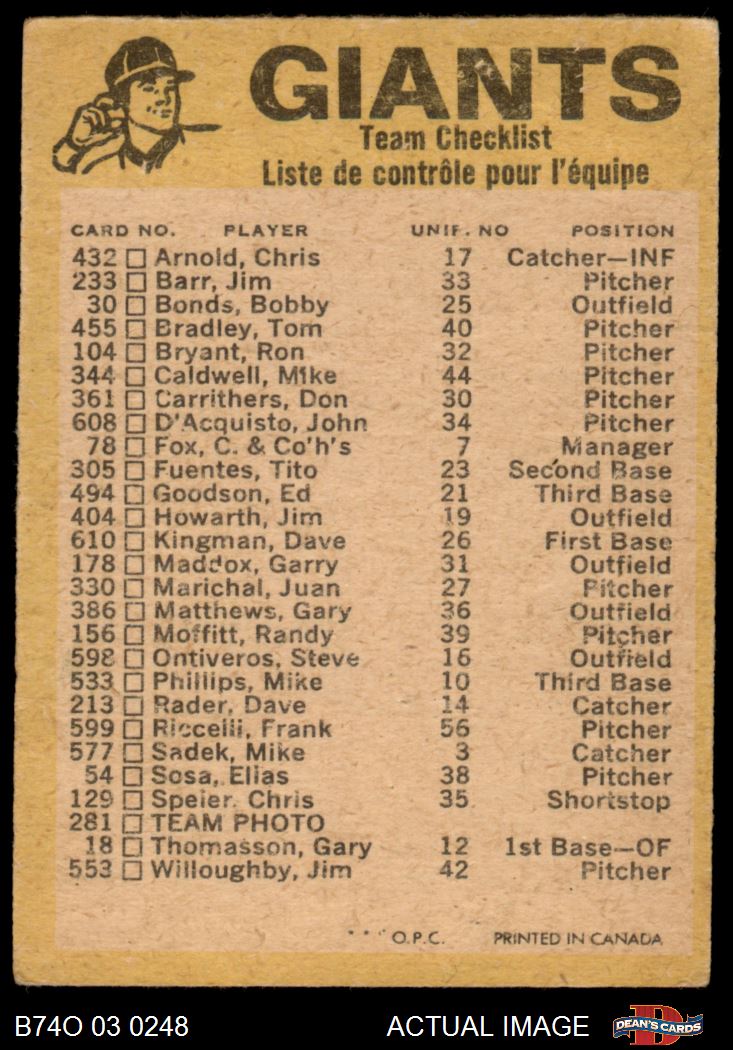 GIANTS
Team Checklist
Liste de contrôle pour l'équipe
CARD NO. PLAYER UNIF. NO POSITION
432 Arnold, Chris 17 Catcher—INF
233 Barr, Jim 33 Pitcher
30 Bonds, Bobby 25 Outfield
455 Bradley, Tom 40 Pitcher
104 Bryant, Ron 32 Pitcher
344 Caldwell, Mike 44 Pitcher
361 Carrithers, Don 30 Pitcher
608 D'Acquisto, John 34 Pitcher
78 Fox, C. & Co'h's 7 Manager
305 Fuentes, Tito 23 Second Base
494 Goodson, Ed 21 Third Base
404 Howarth, Jim 19 Outfield
610 Kingman, Dave 26 First Base
178 Maddox, Garry 31 Outfield
330 Marichal, Juan 27 Pitcher
386 Matthews, Gary 36 Outfield
156 Moffitt, Randy 39 Pitcher
598 Ontiveros, Steve 16 Outfield
533 Phillips, Mike 10 Third Base
213 Rader, Dave 14 Catcher
599 Riccelli, Frank 56 Pitcher
577 Sadek, Mike 3 Catcher
54 Sosa, Elias 38 Pitcher
129 Speier, Chris 35 Shortstop
281 TEAM PHOTO
18 Thomasson, Gary 12 1st Base—OF
553 Willoughby, Jim 42 Pitcher
*** O.P.C. PRINTED IN CANADA
B74O 03 0248 ACTUAL IMAGE DEAN'S CARDS